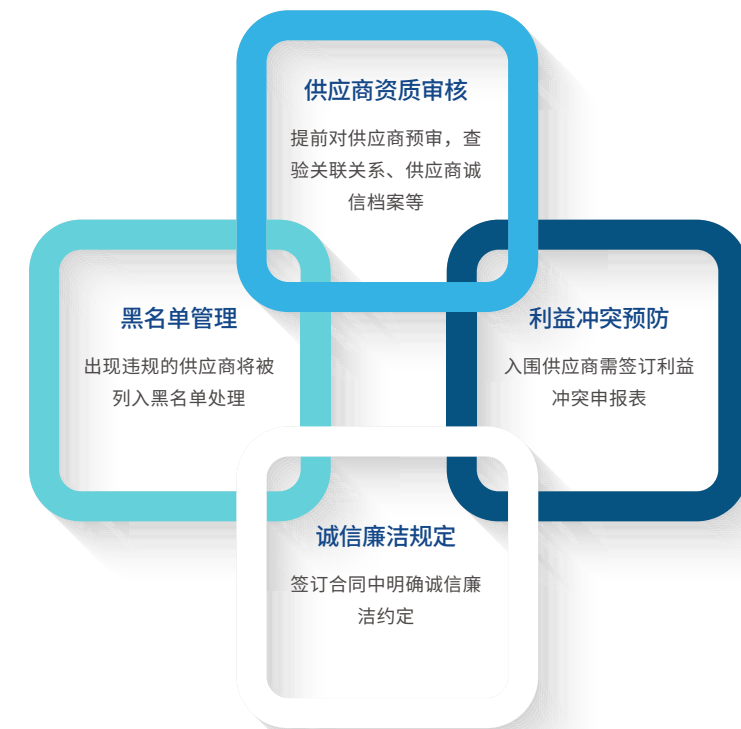 供应商资质审核
提前对供应商预审，查
验关联关系、供应商诚
信档案等
黑名单管理
出现违规的供应商将被
列入黑名单处理
利益冲突预防
入围供应商需签订利益
冲突申报表
诚信廉洁规定
签订合同中明确诚信廉
洁约定